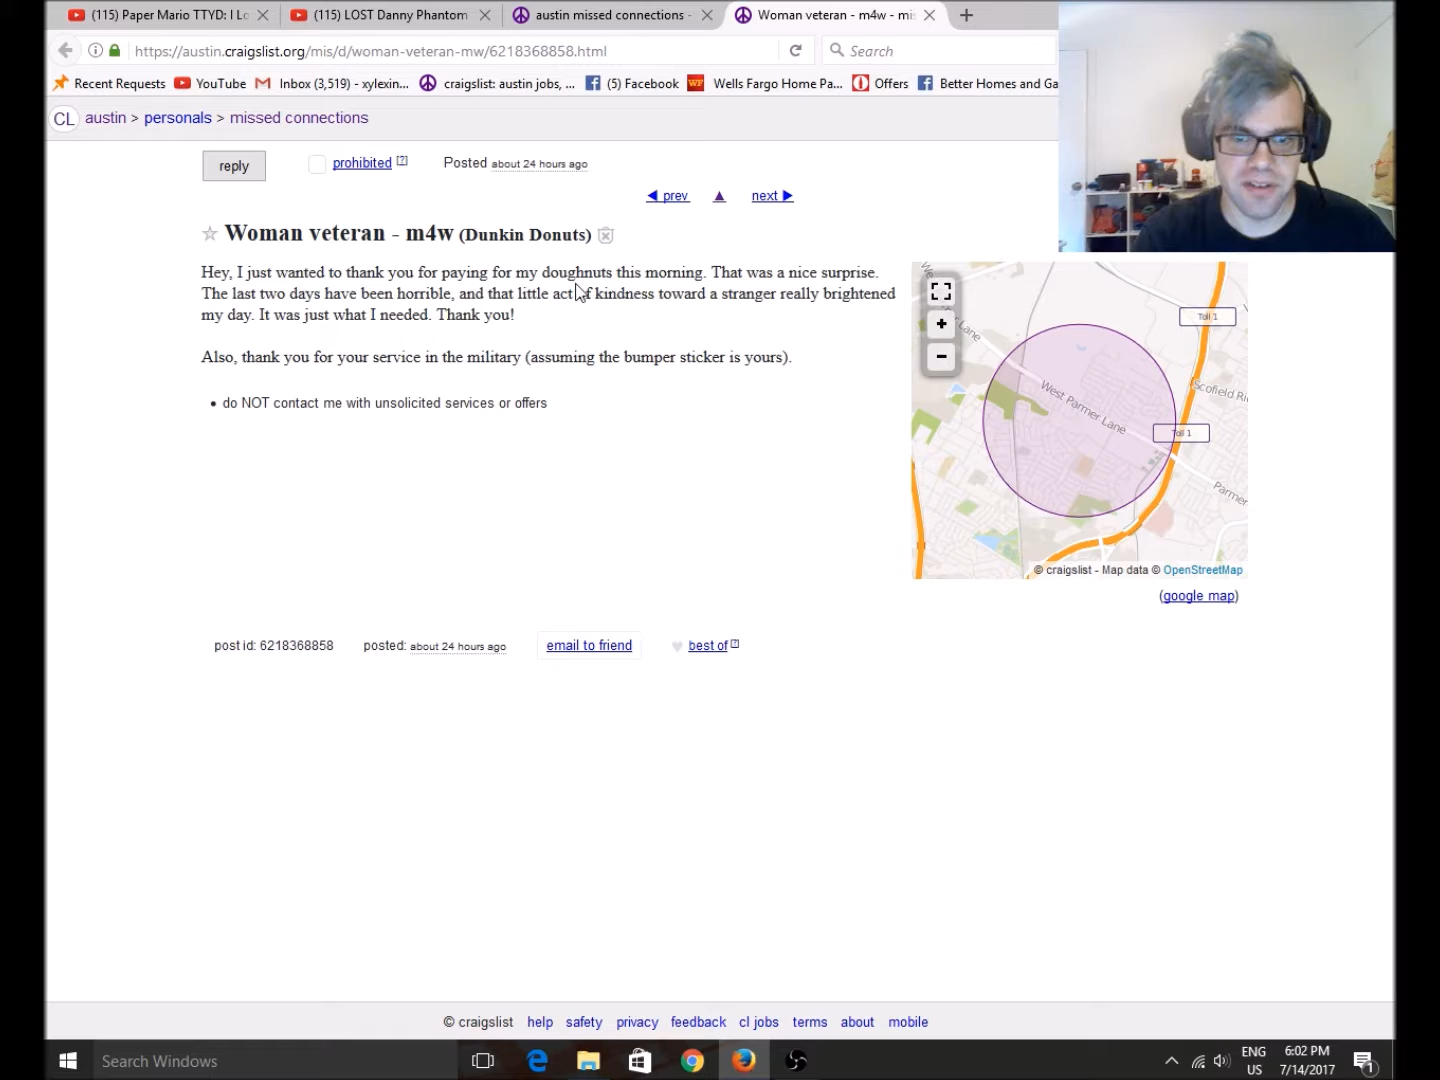 (115) Paper Mario TTYD: I Lo
(115) LOST Danny Phantom
austin missed connections -
Woman veteran - m4w - mis
https://austin.craigslist.org/mis/d/woman-veteran-mw/6218368858.html
Search
Recent Requests
YouTube
Inbox (3,519) - xylexin...
craigslist: austin jobs, ...
(5) Facebook
WF Wells Fargo Home Pa...
Offers
Better Homes and Ga
CL austin > personals > missed connections
reply
prohibited [?]
Posted about 24 hours ago
◀ prev ▲ next ▶
☆ Woman veteran - m4w (Dunkin Donuts)
Hey, I just wanted to thank you for paying for my doughnuts this morning. That was a nice surprise.
The last two days have been horrible, and that little act of kindness toward a stranger really brightened
my day. It was just what I needed. Thank you!
Also, thank you for your service in the military (assuming the bumper sticker is yours).
• do NOT contact me with unsolicited services or offers
+
−
Toll 1
Scofield Ri
West Parmer Lane
Toll 1
Parmer
© craigslist - Map data © OpenStreetMap
(google map)
post id: 6218368858
posted: about 24 hours ago
email to friend
best of [?]
© craigslist help safety privacy feedback cl jobs terms about mobile
Search Windows
ENG
US
6:02 PM
7/14/2017
1